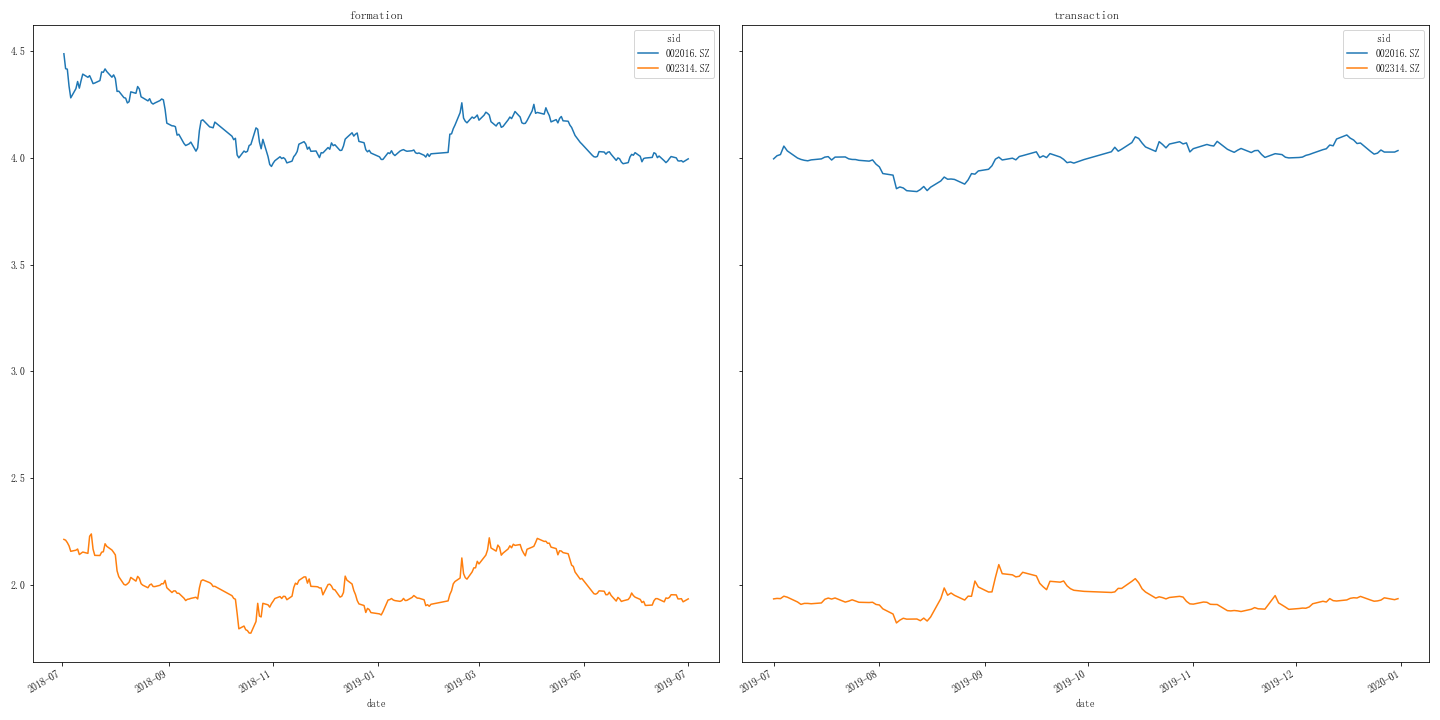 formation
sid
002016.SZ
002314.SZ
4.5
4.0
3.5
3.0
2.5
2.0
2018-07
2018-09
2018-11
2019-01
2019-03
2019-05
2019-07
date
transaction
sid
002016.SZ
002314.SZ
2019-07
2019-08
2019-09
2019-10
2019-11
2019-12
2020-01
date